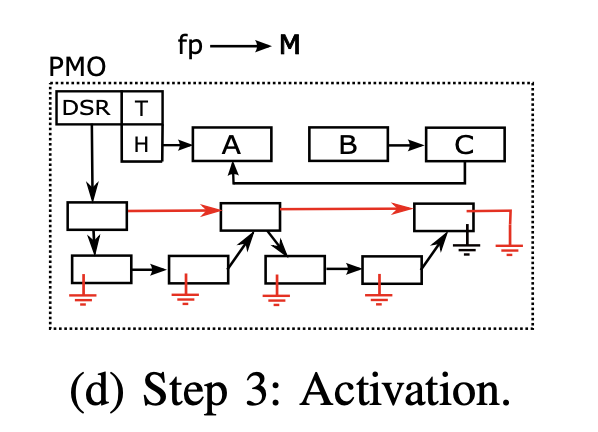 fp M
PMO
DSR T
H A B C
(d) Step 3: Activation.